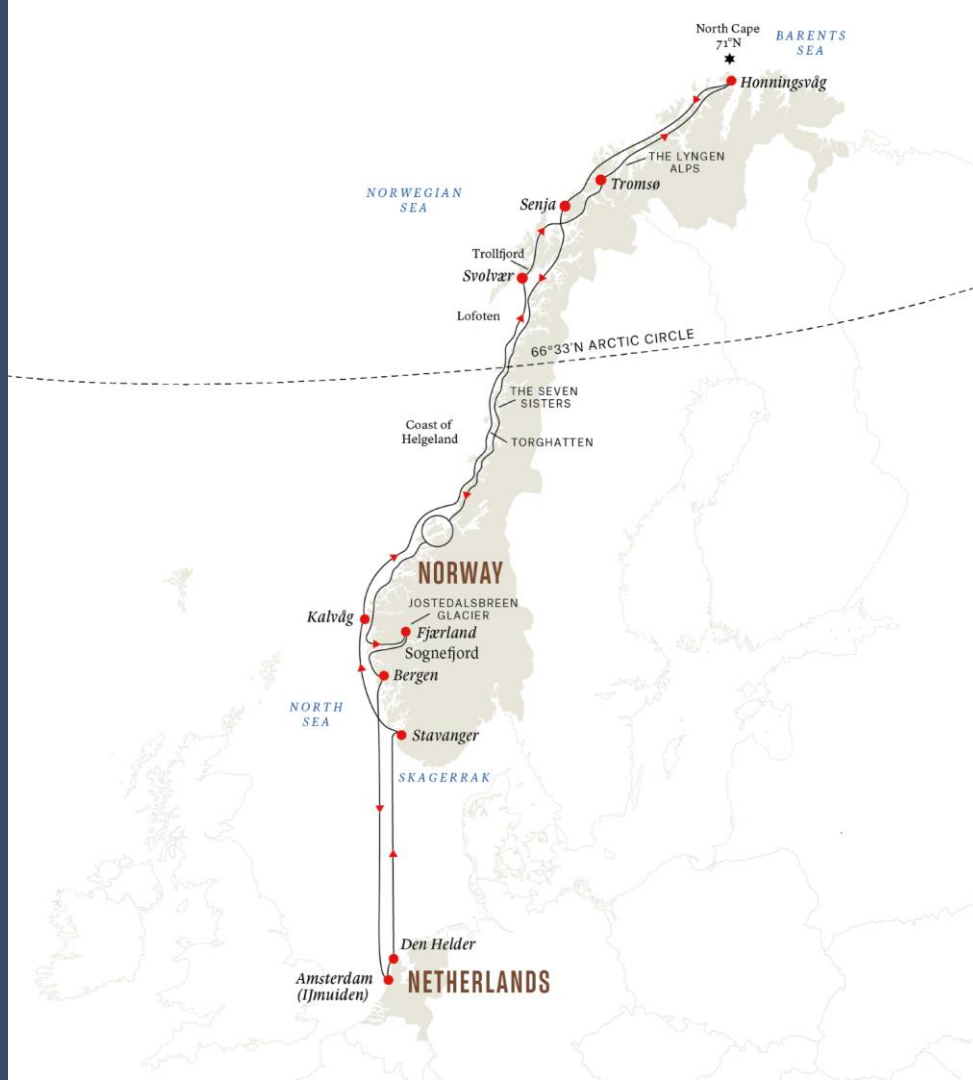 North Cape
71°N
BARENTS
SEA
Honningsvåg
THE LYNGEN
ALPS
Tromsø
NORWEGIAN
SEA
Senja
Trollfjord
Svolvær
Lofoten
66°33'N ARCTIC CIRCLE
THE SEVEN
SISTERS
Coast of
Helgeland
TORGHATTEN
NORWAY
JOSTEDALSBREEN
GLACIER
Kalvåg
Fjærland
Sognefjord
Bergen
NORTH
SEA
Stavanger
SKAGERRAK
Den Helder
Amsterdam
(IJmuiden)
NETHERLANDS